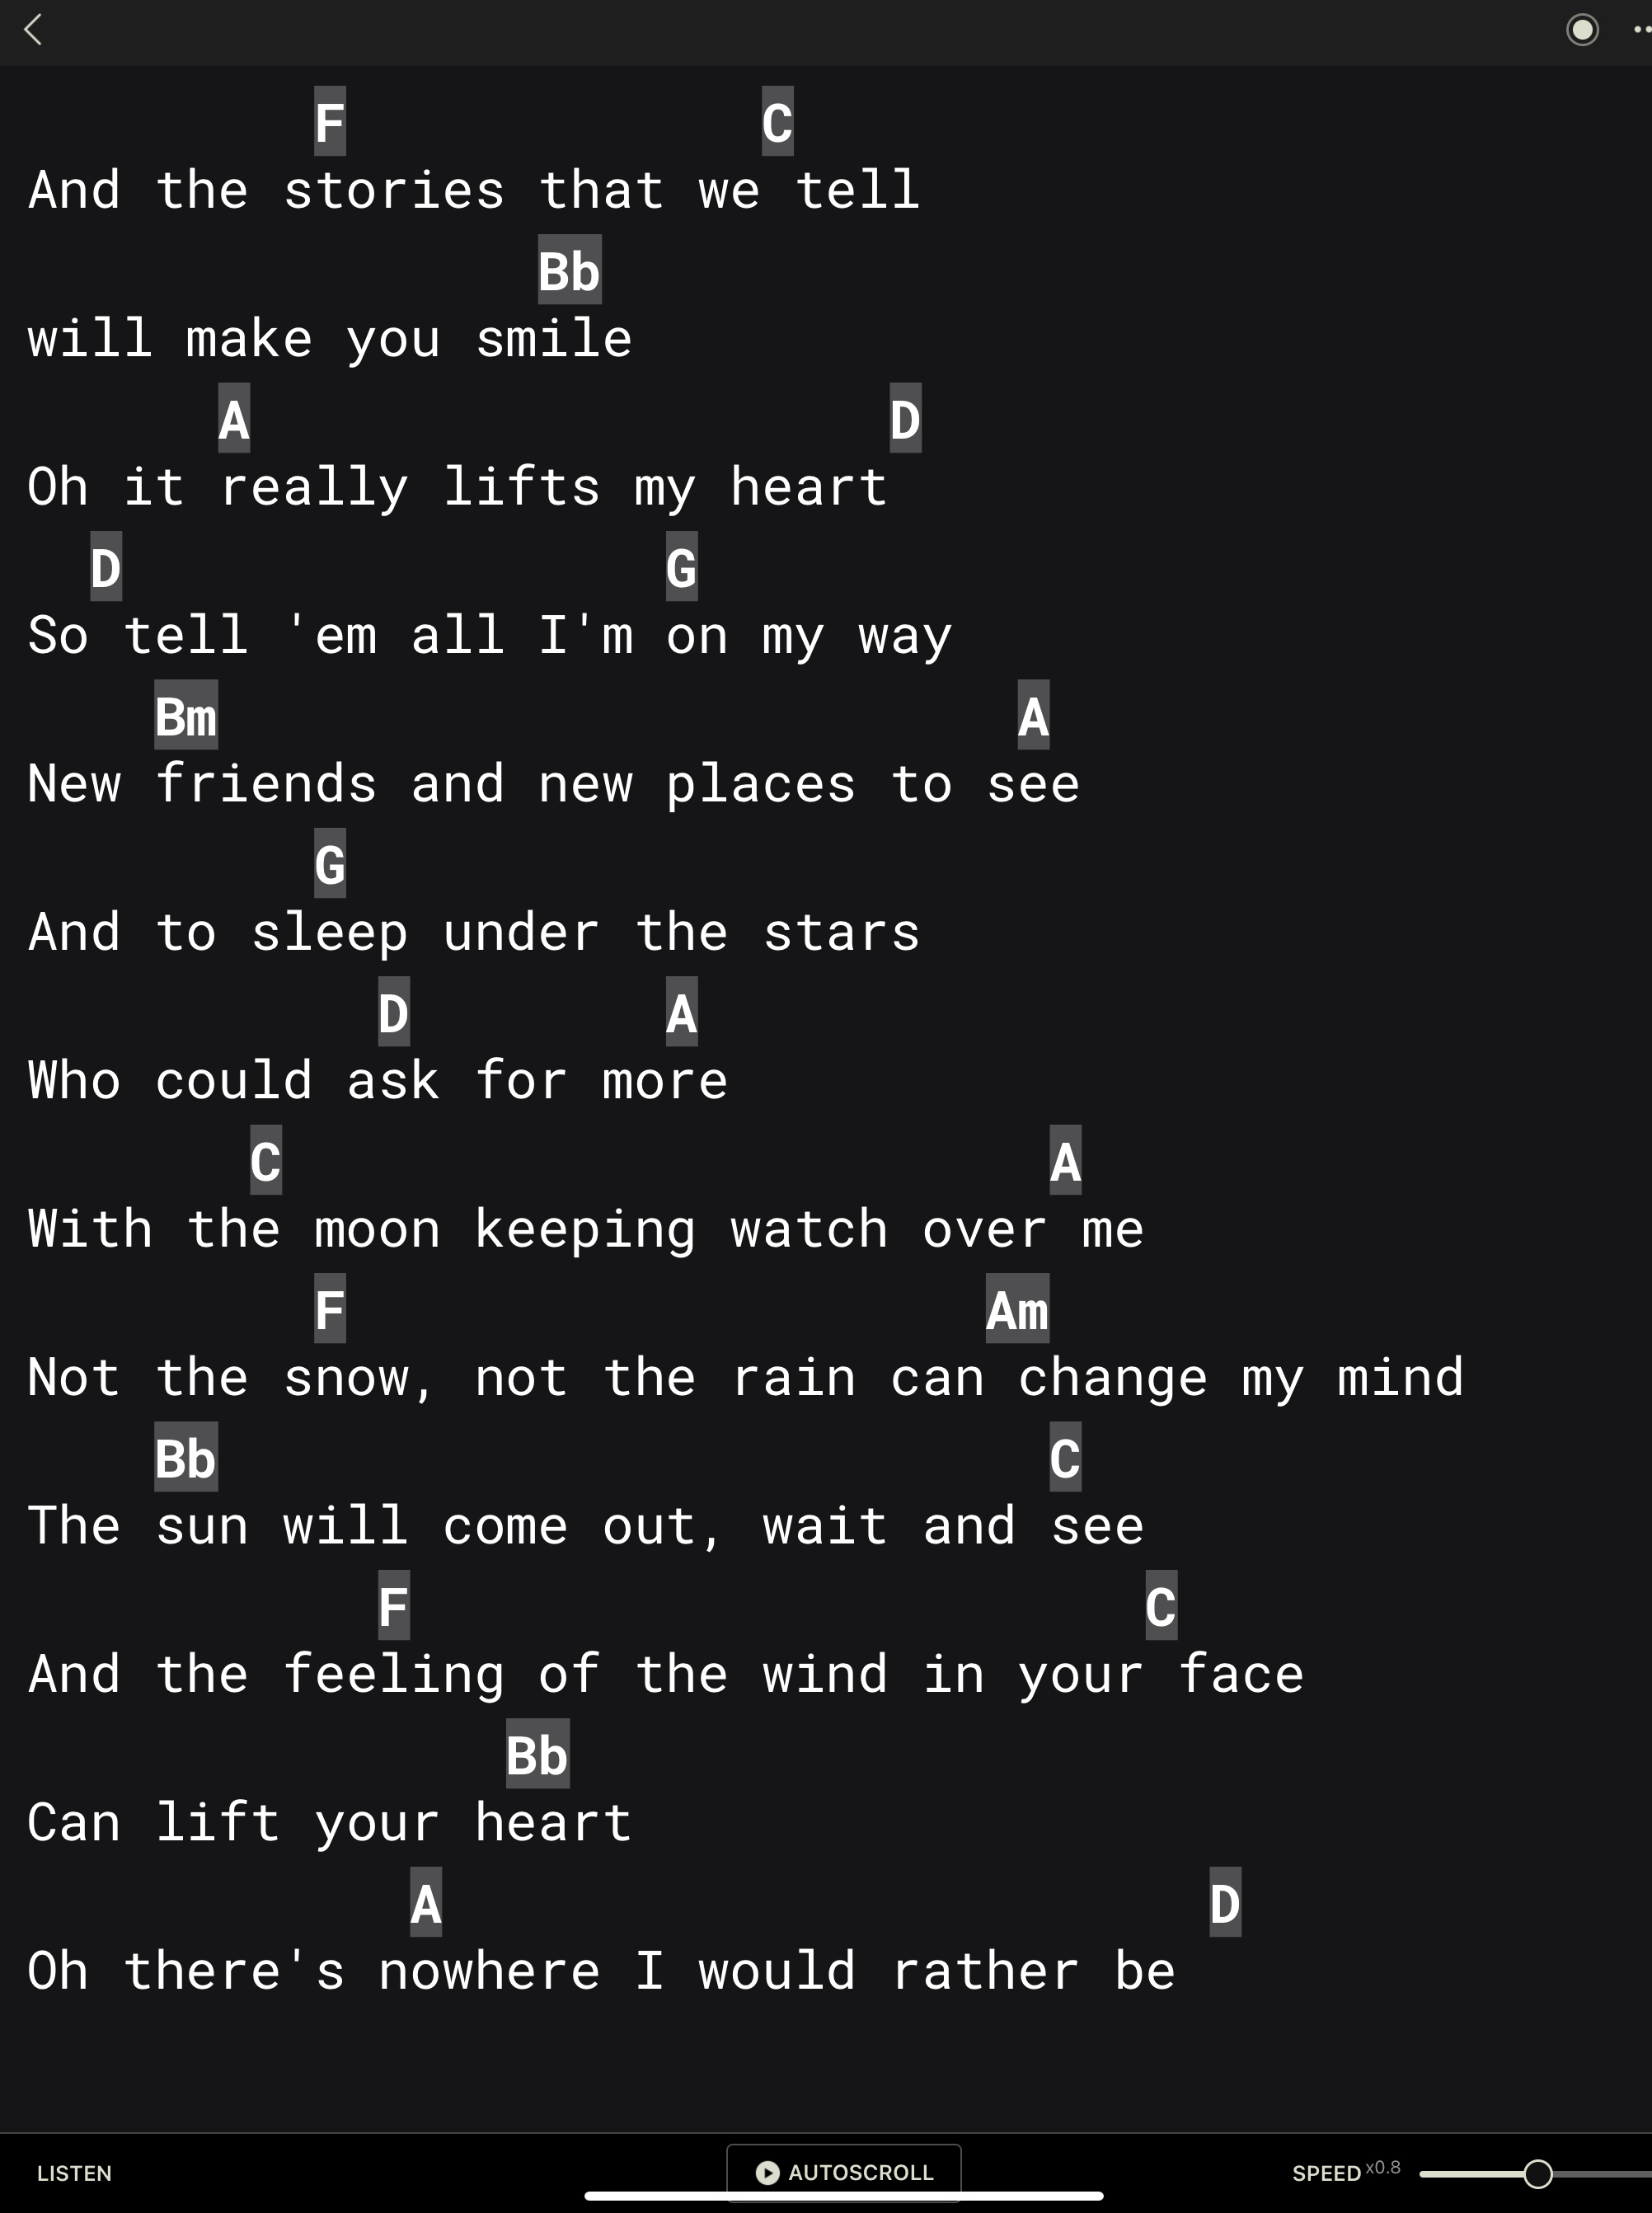 F C
And the stories that we tell
Bb
will make you smile
A D
Oh it really lifts my heart
D G
So tell 'em all I'm on my way
Bm A
New friends and new places to see
G
And to sleep under the stars
D A
Who could ask for more
C A
With the moon keeping watch over me
F Am
Not the snow, not the rain can change my mind
Bb C
The sun will come out, wait and see
F C
And the feeling of the wind in your face
Bb
Can lift your heart
A D
Oh there's nowhere I would rather be
LISTEN AUTOSCROLL SPEED x0.8